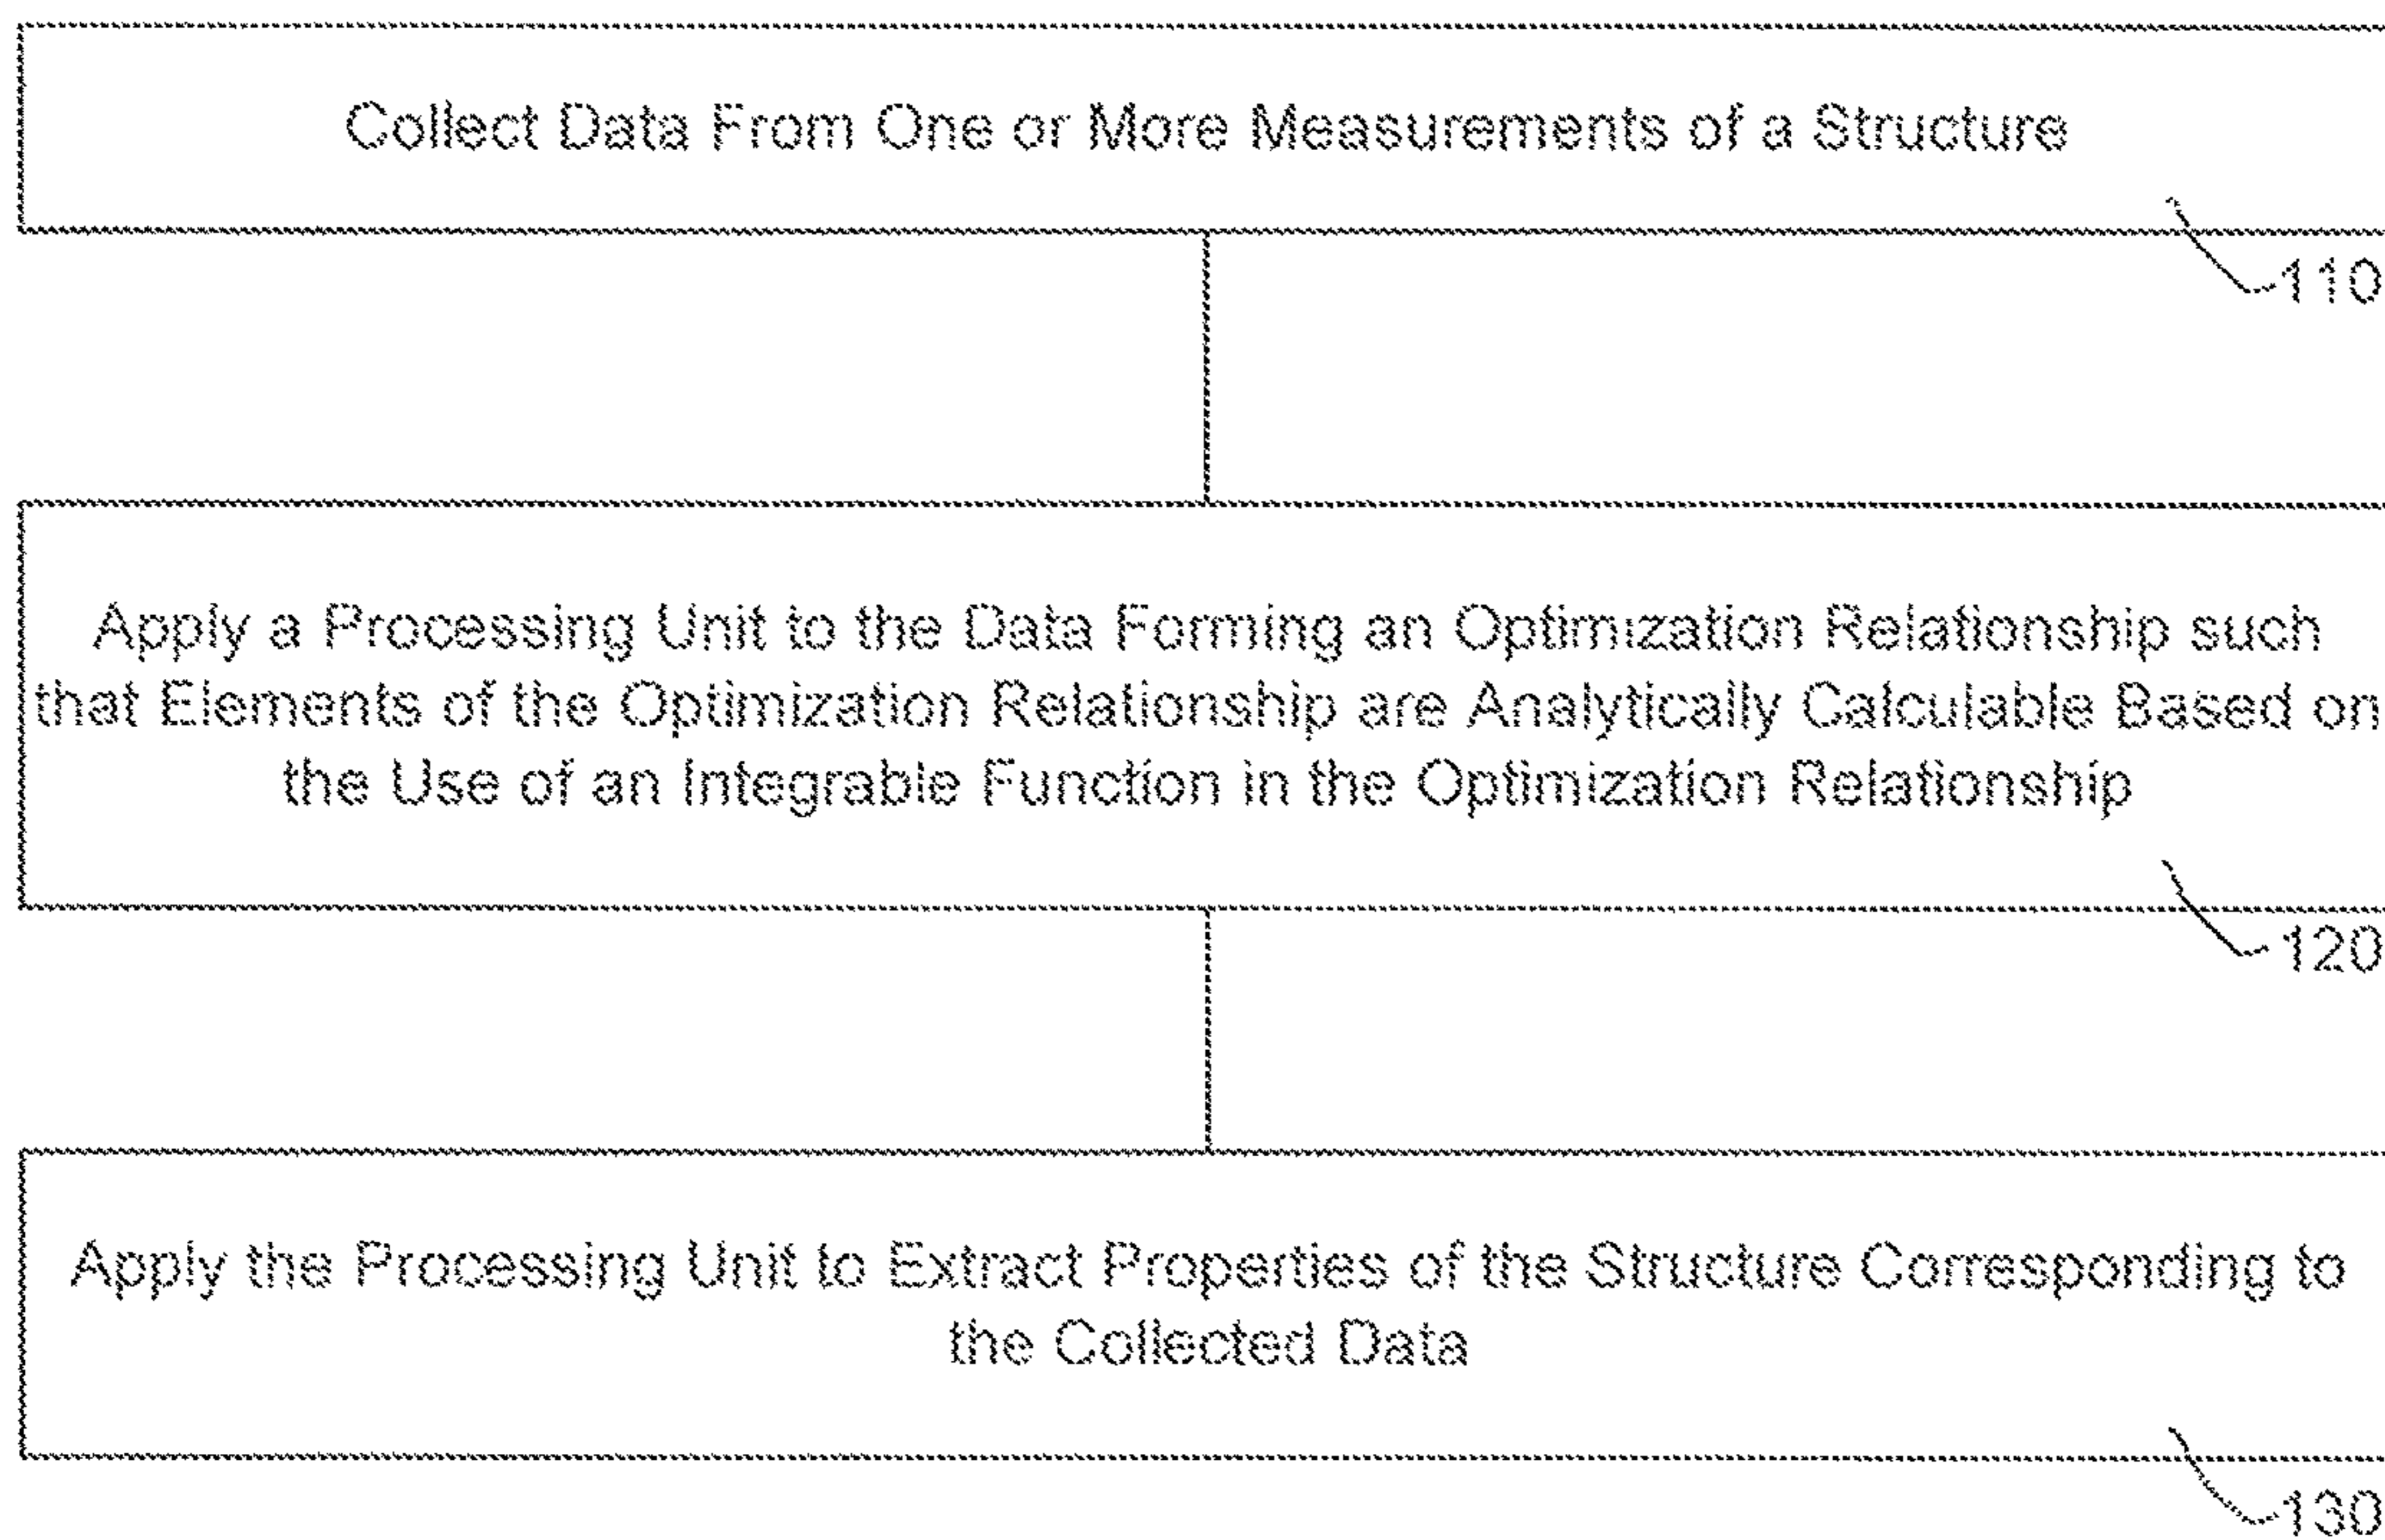 Collect Data From One or More Measurements of a Structure
110
Apply a Processing Unit to the Data Forming an Optimization Relationship such
that Elements of the Optimization Relationship are Analytically Calculable Based on
the Use of an Integrable Function in the Optimization Relationship
120
Apply the Processing Unit to Extract Properties of the Structure Corresponding to
the Collected Data
130